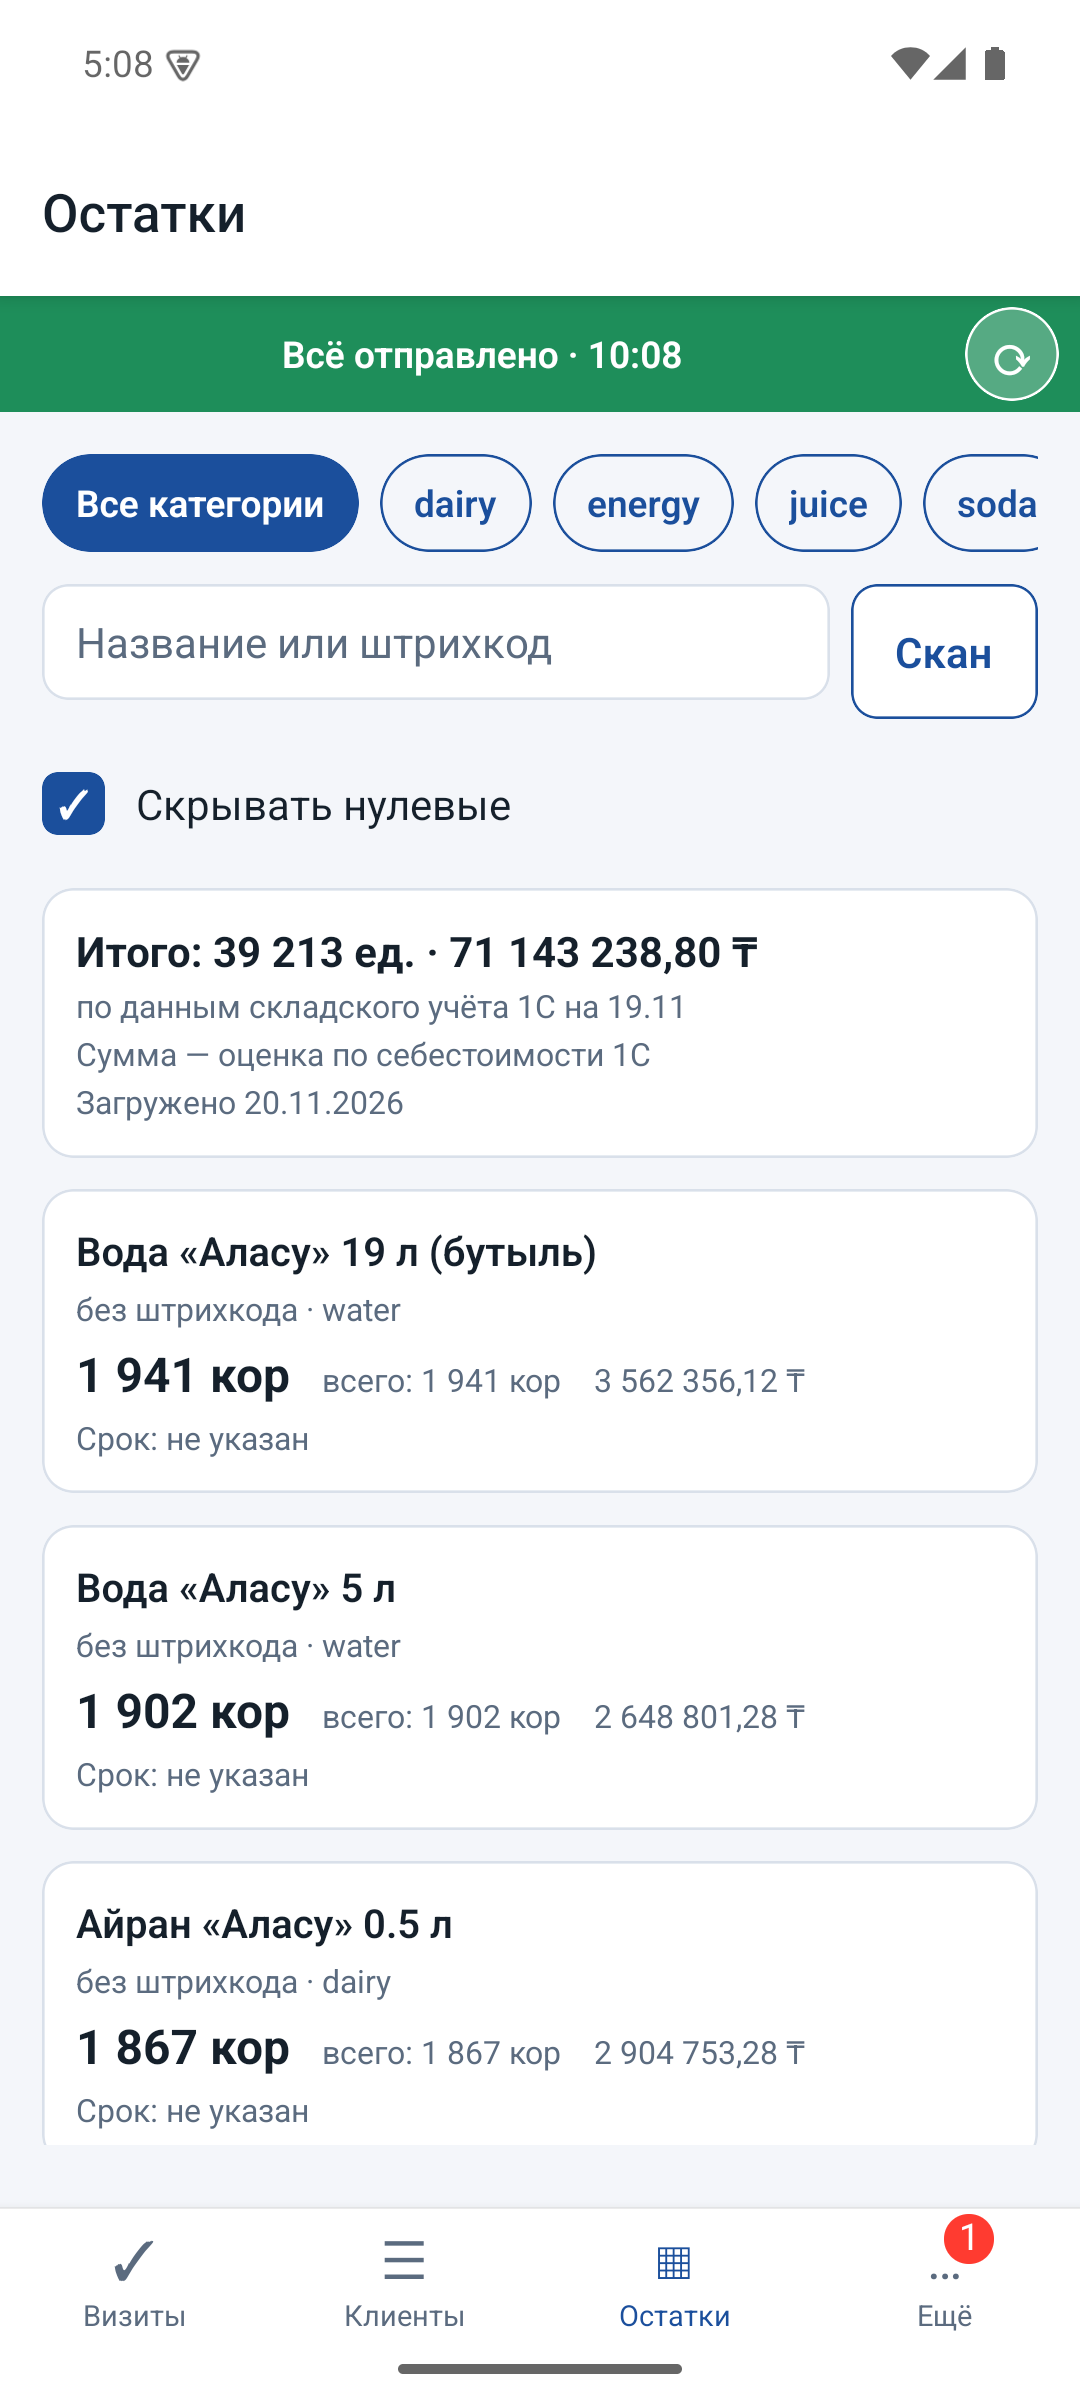 5:08
Остатки
Всё отправлено · 10:08
Все категории dairy energy juice soda
Название или штрихкод Скан
Скрывать нулевые
Итого: 39 213 ед. · 71 143 238,80 ₸
по данным складского учёта 1С на 19.11
Сумма — оценка по себестоимости 1С
Загружено 20.11.2026
Вода «Аласу» 19 л (бутыль)
без штрихкода · water
1 941 кор всего: 1 941 кор 3 562 356,12 ₸
Срок: не указан
Вода «Аласу» 5 л
без штрихкода · water
1 902 кор всего: 1 902 кор 2 648 801,28 ₸
Срок: не указан
Айран «Аласу» 0.5 л
без штрихкода · dairy
1 867 кор всего: 1 867 кор 2 904 753,28 ₸
Срок: не указан
1
Визиты Клиенты Остатки Ещё